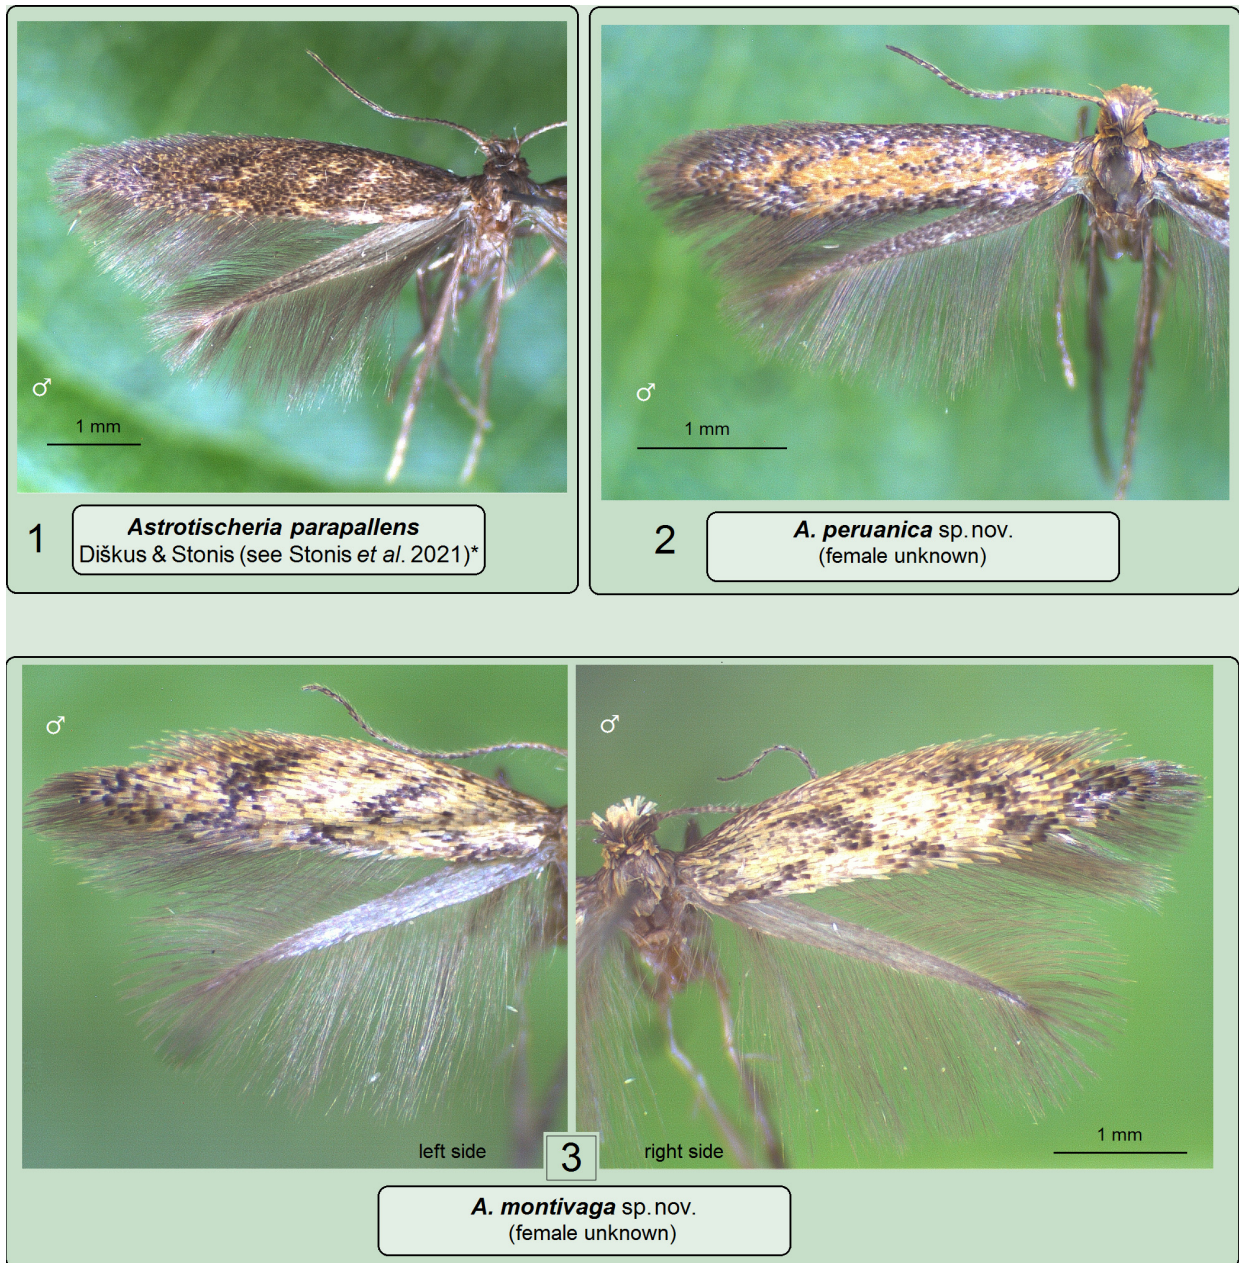 ♂
1 mm
1
Astrotischeria parapallens
Diškus & Stonis (see Stonis et al. 2021)*
♂
1 mm
2
A. peruanica sp.nov.
(female unknown)
♂
left side
♂
right side
1 mm
3
A. montivaga sp.nov.
(female unknown)